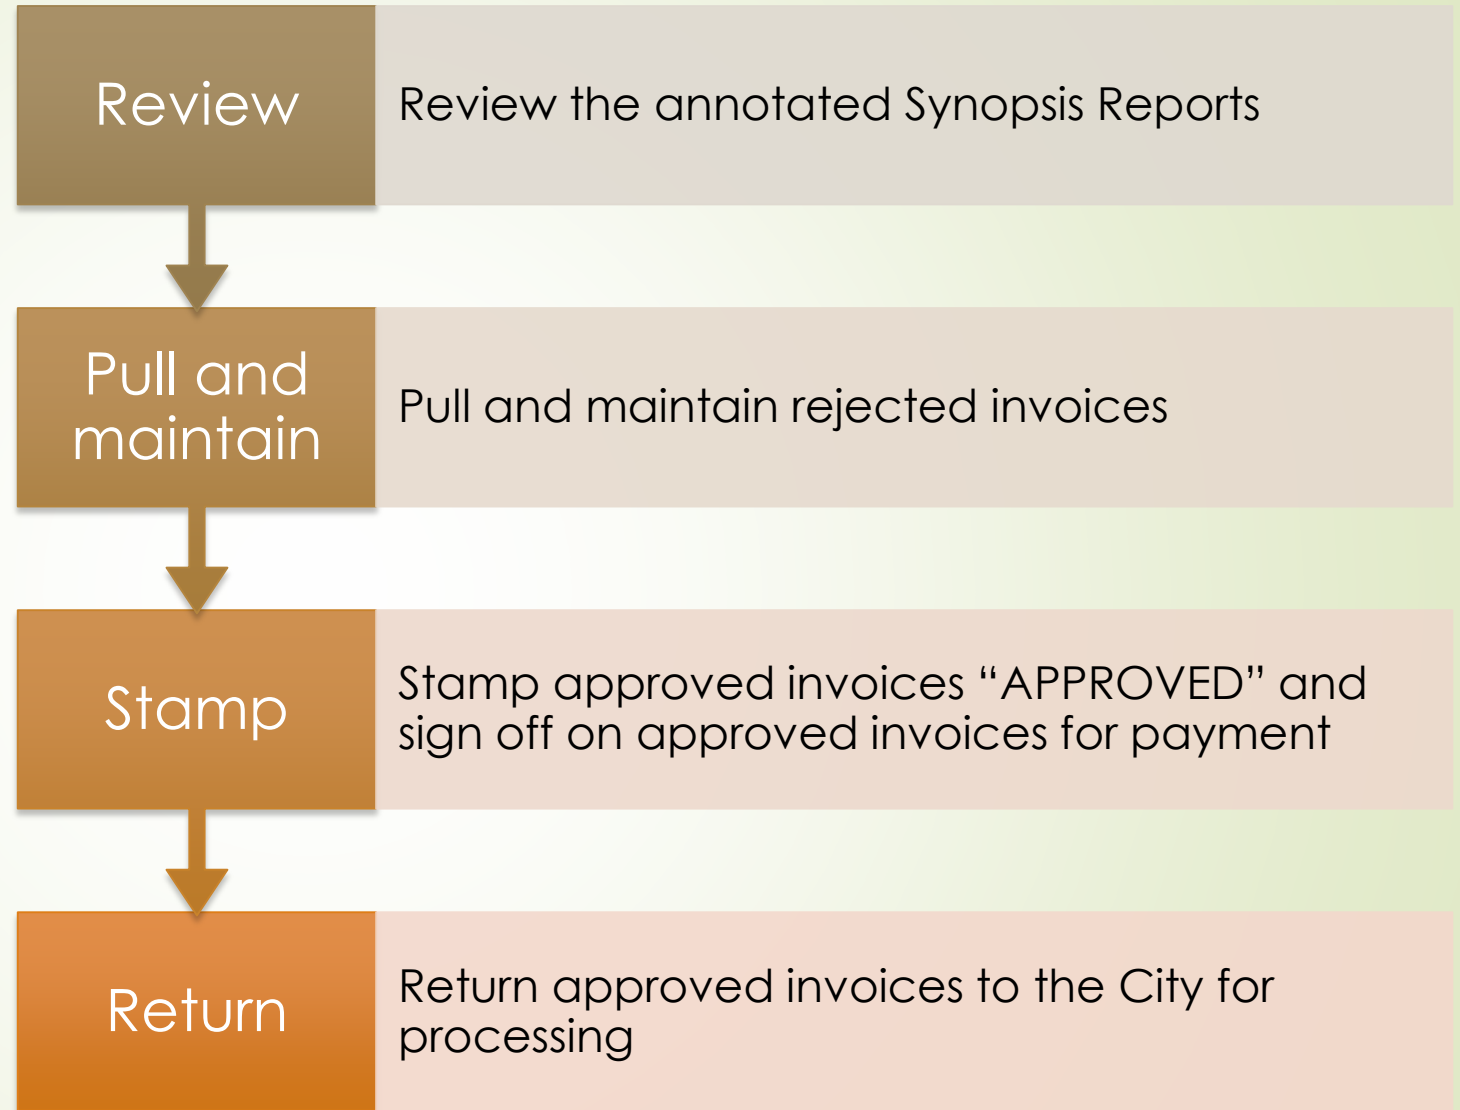 Review
Review the annotated Synopsis Reports
Pull and
maintain
Pull and maintain rejected invoices
Stamp
Stamp approved invoices “APPROVED” and
sign off on approved invoices for payment
Return
Return approved invoices to the City for
processing